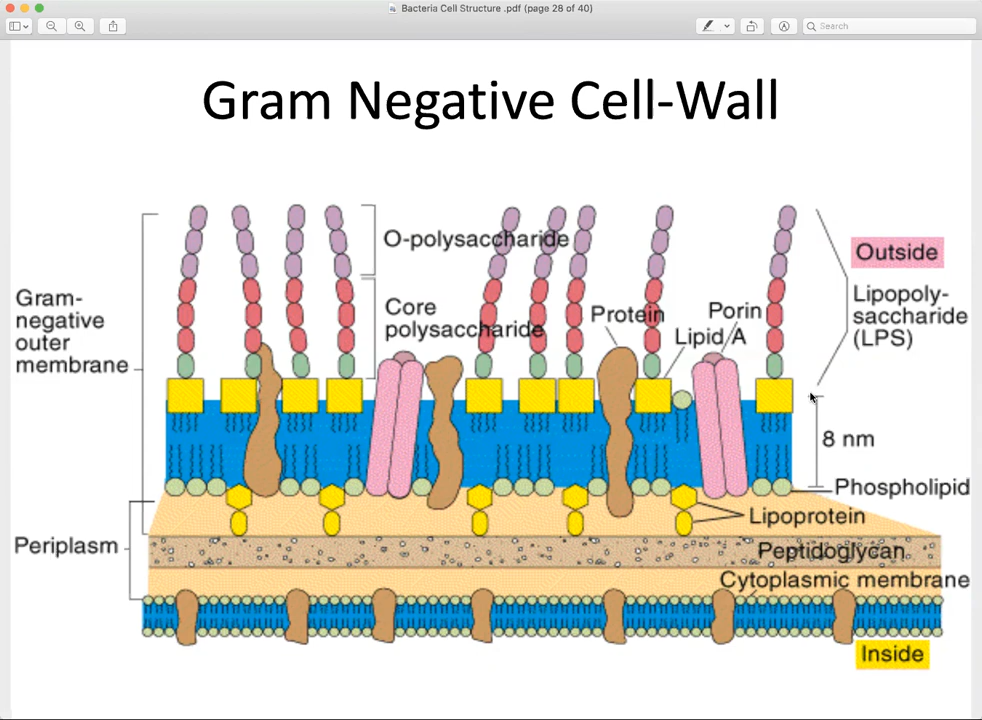 Bacteria Cell Structure .pdf (page 28 of 40)
Search
Gram Negative Cell-Wall
O-polysaccharide
Outside
Gram-
negative
outer
membrane
Core
polysaccharide
Protein
Porin
Lipid A
Lipopoly-
saccharide
(LPS)
8 nm
Phospholipid
Lipoprotein
Periplasm
Peptidoglycan
Cytoplasmic membrane
Inside